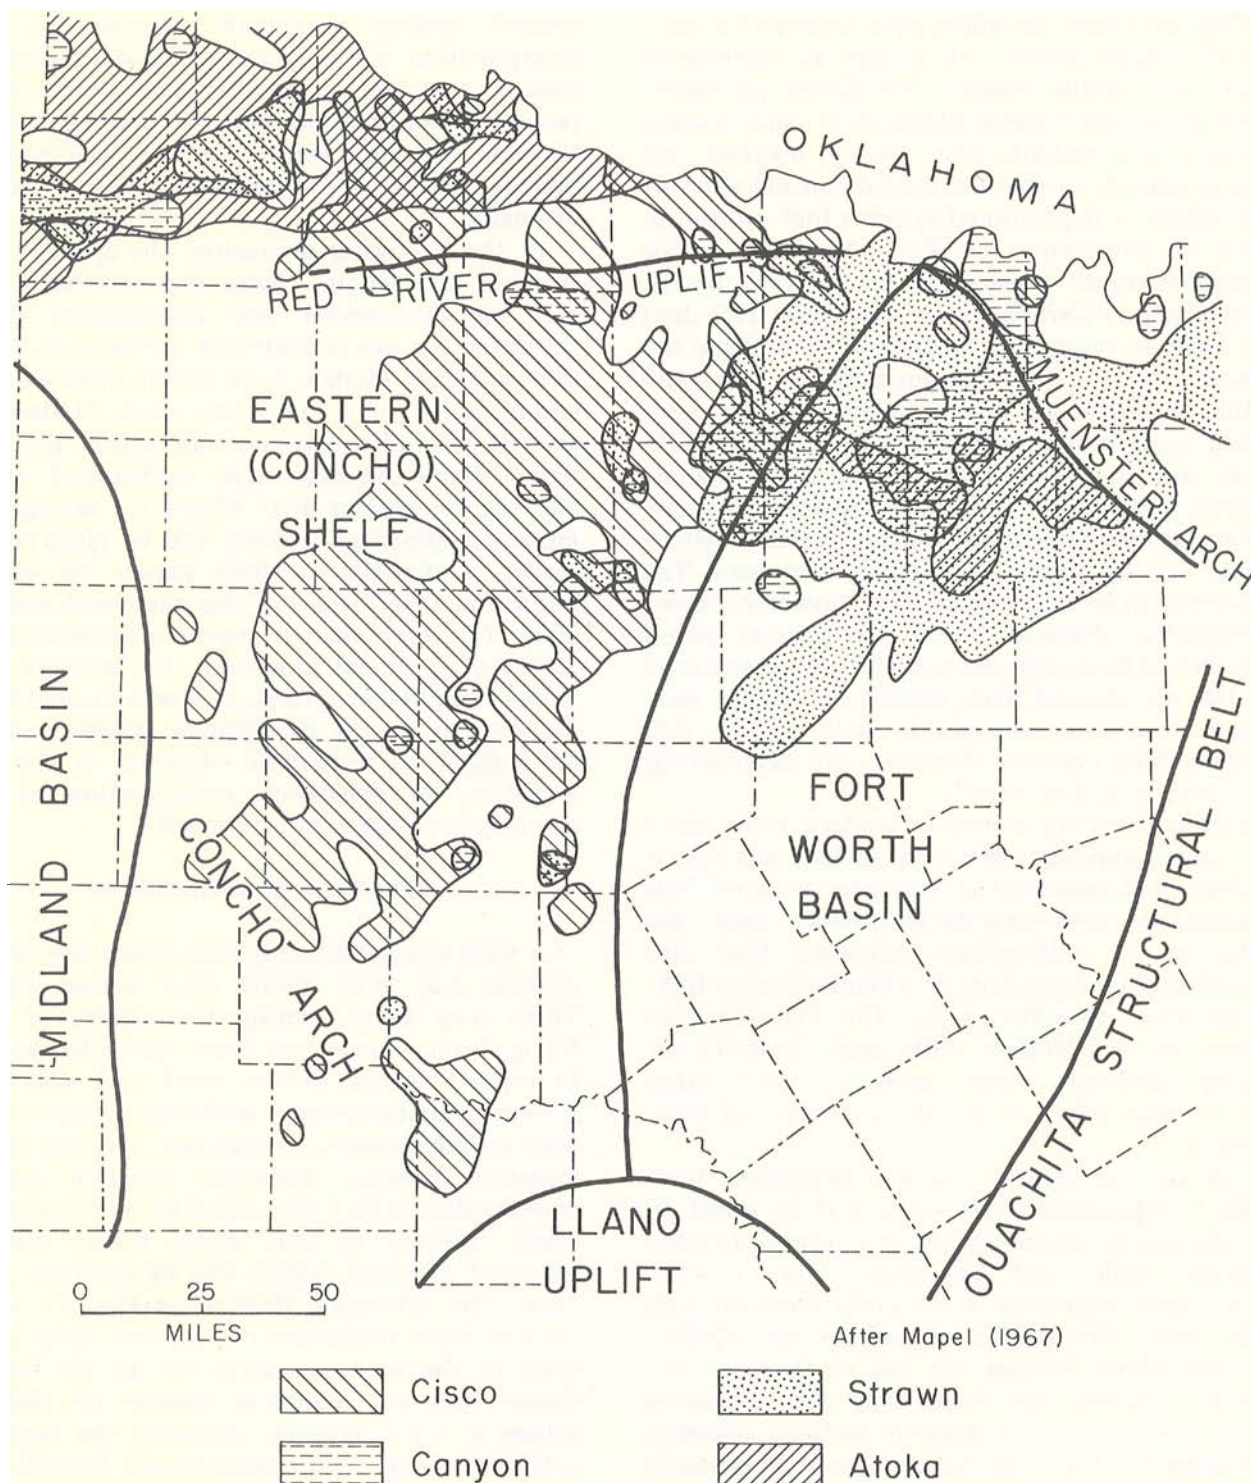 OKLAHOMA
RED RIVER UPLIFT
EASTERN
(CONCHO)
SHELF
MUENSTER ARCH
MIDLAND BASIN
CONCHO
ARCH
FORT
WORTH
BASIN
OUACHITA STRUCTURAL BELT
LLANO
UPLIFT
0 25 50
MILES
After Mapel (1967)
Cisco
Strawn
Canyon
Atoka